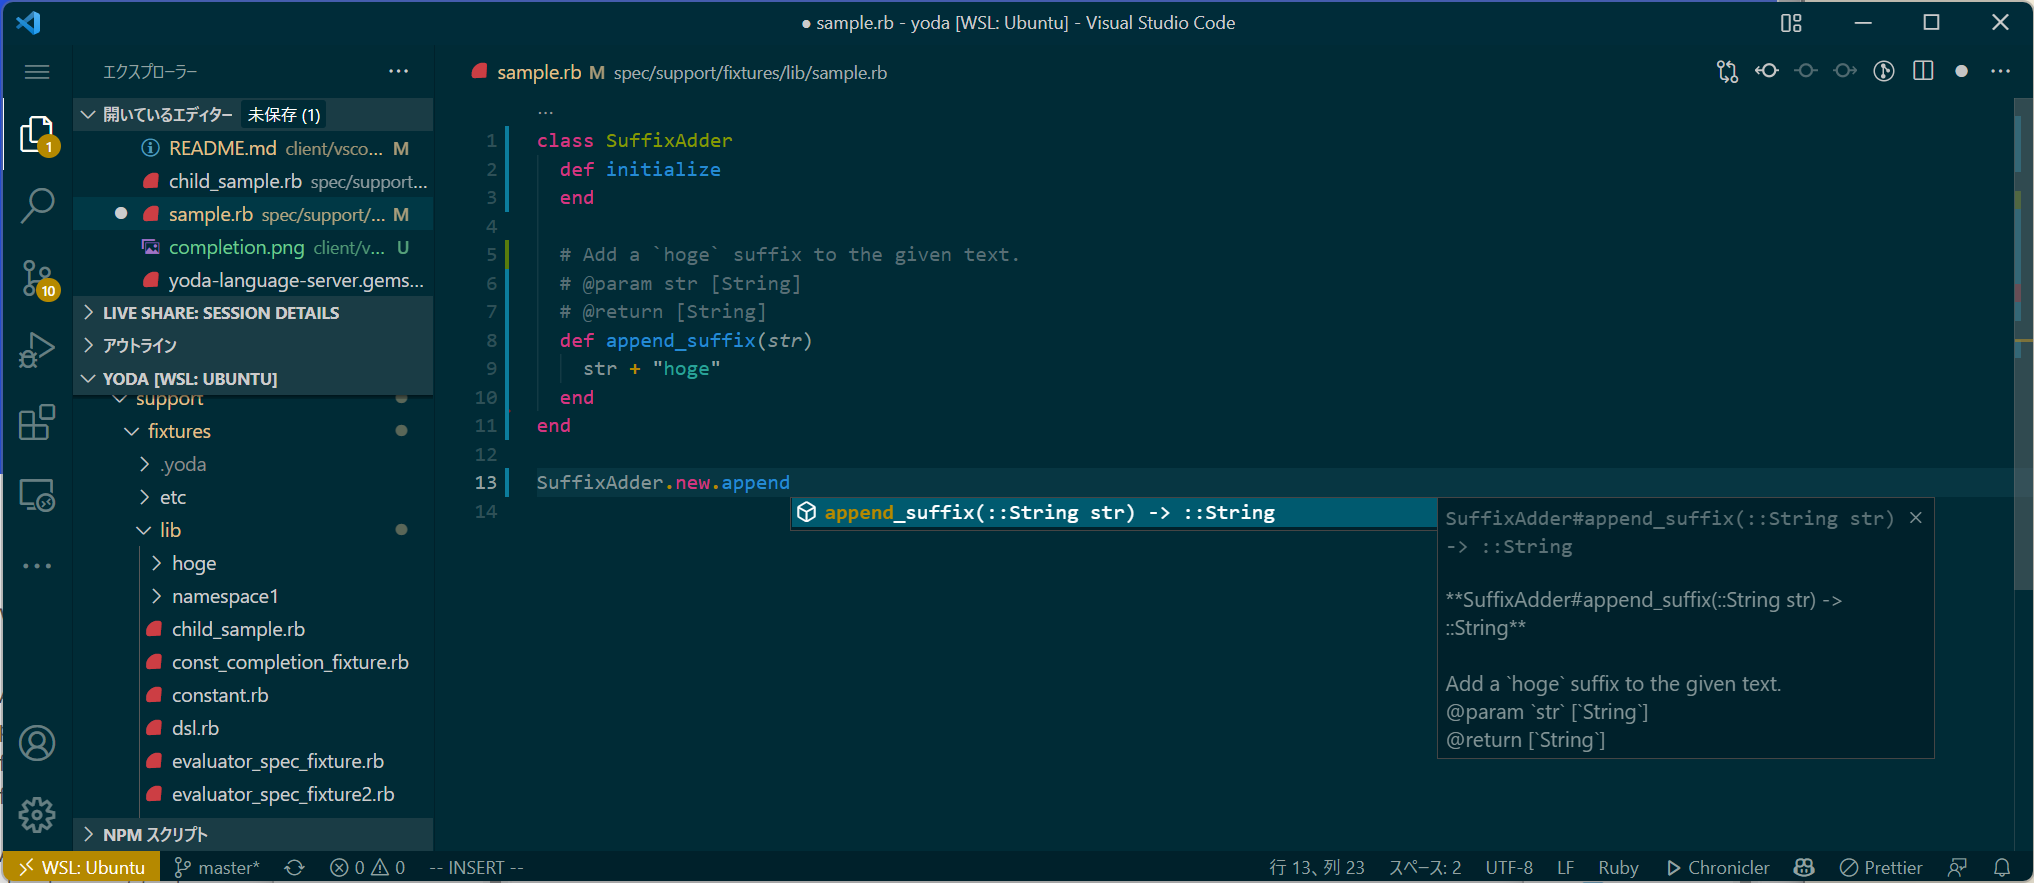 ● sample.rb - yoda [WSL: Ubuntu] - Visual Studio Code
エクスプローラー
開いているエディター 未保存 (1)
README.md client/vsco... M
child_sample.rb spec/support...
sample.rb spec/support/... M
completion.png client/v... U
yoda-language-server.gems...
LIVE SHARE: SESSION DETAILS
アウトライン
YODA [WSL: UBUNTU]
support
fixtures
.yoda
etc
lib
hoge
namespace1
child_sample.rb
const_completion_fixture.rb
constant.rb
dsl.rb
evaluator_spec_fixture.rb
evaluator_spec_fixture2.rb
NPM スクリプト
1
10
sample.rb M spec/support/fixtures/lib/sample.rb
...
1 class SuffixAdder
2 def initialize
3 end
4
5 # Add a `hoge` suffix to the given text.
6 # @param str [String]
7 # @return [String]
8 def append_suffix(str)
9 str + "hoge"
10 end
11 end
12
13 SuffixAdder.new.append
14
append_suffix(::String str) -> ::String
SuffixAdder#append_suffix(::String str)
-> ::String
**SuffixAdder#append_suffix(::String str) ->
::String**
Add a `hoge` suffix to the given text.
@param `str` [`String`]
@return [`String`]
WSL: Ubuntu master* 0 0 -- INSERT -- 行 13、列 23 スペース: 2 UTF-8 LF Ruby Chronicler Prettier